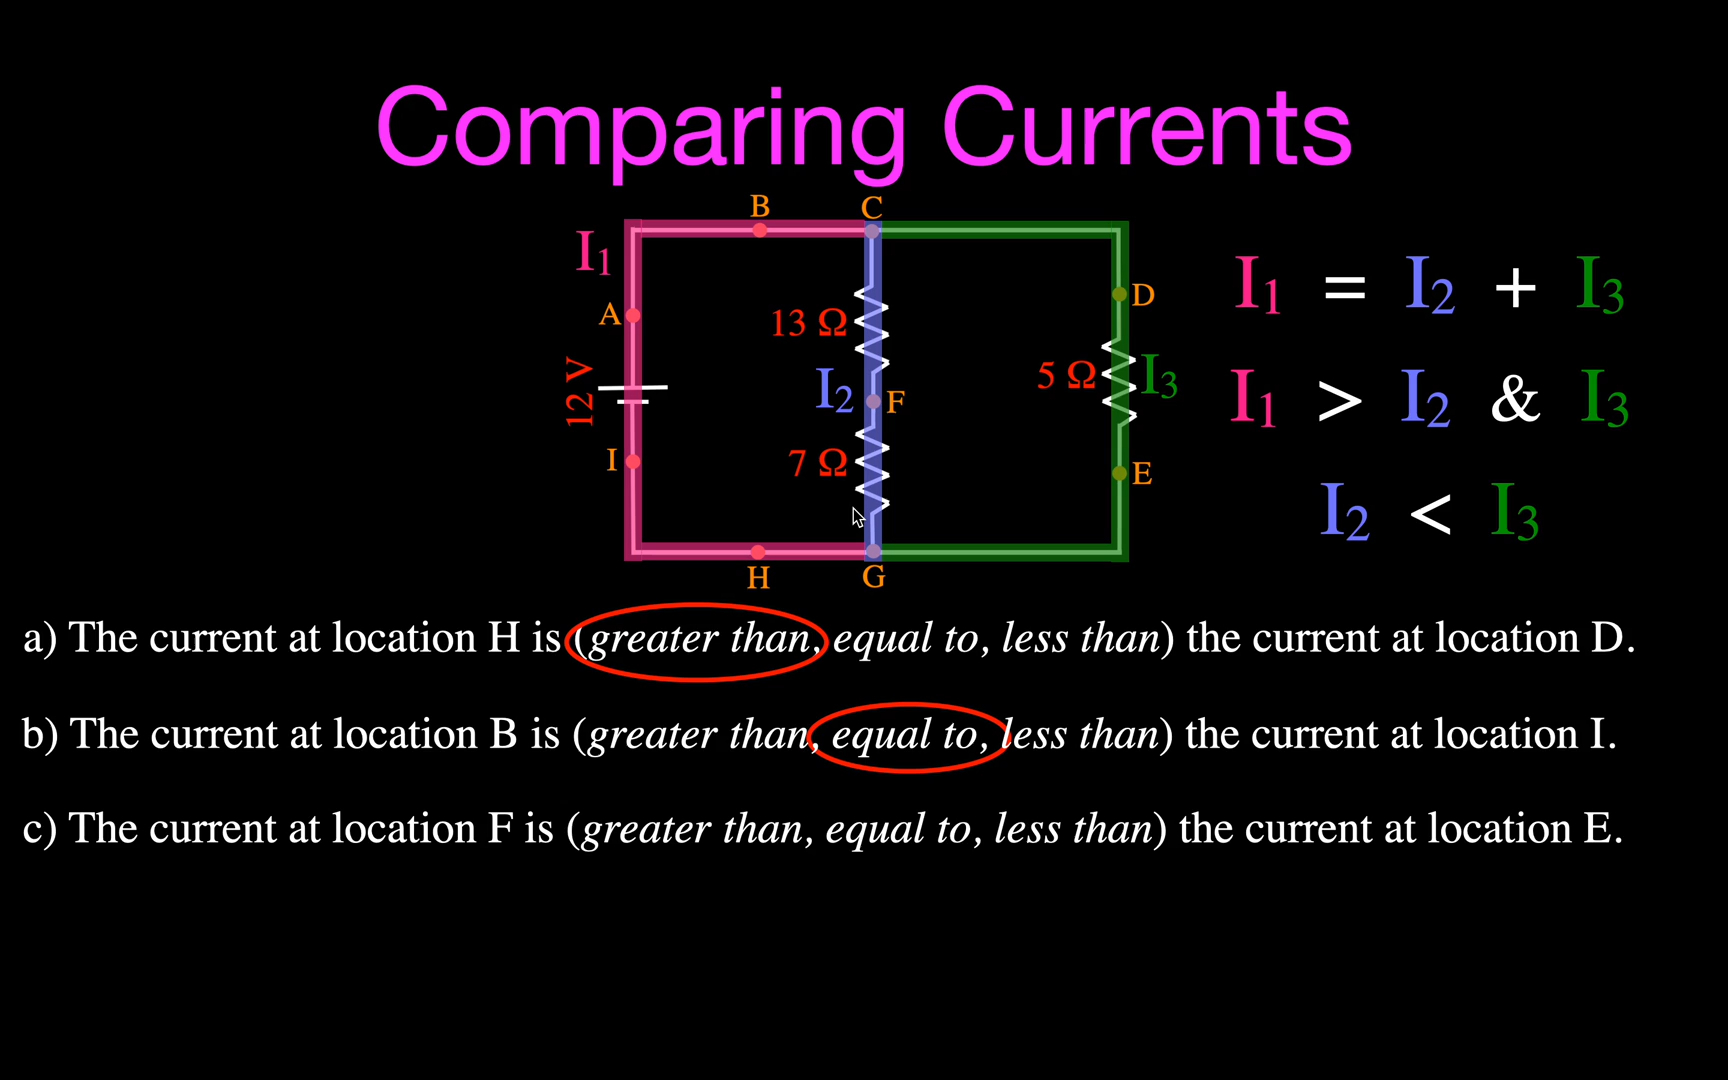 Comparing Currents
B C
I₁
A
12 V
I
13 Ω
I₂ F
7 Ω
D
5 Ω I₃
E
H G
I₁ = I₂ + I₃
I₁ > I₂ & I₃
I₂ < I₃
a) The current at location H is (greater than, equal to, less than) the current at location D.
b) The current at location B is (greater than, equal to, less than) the current at location I.
c) The current at location F is (greater than, equal to, less than) the current at location E.